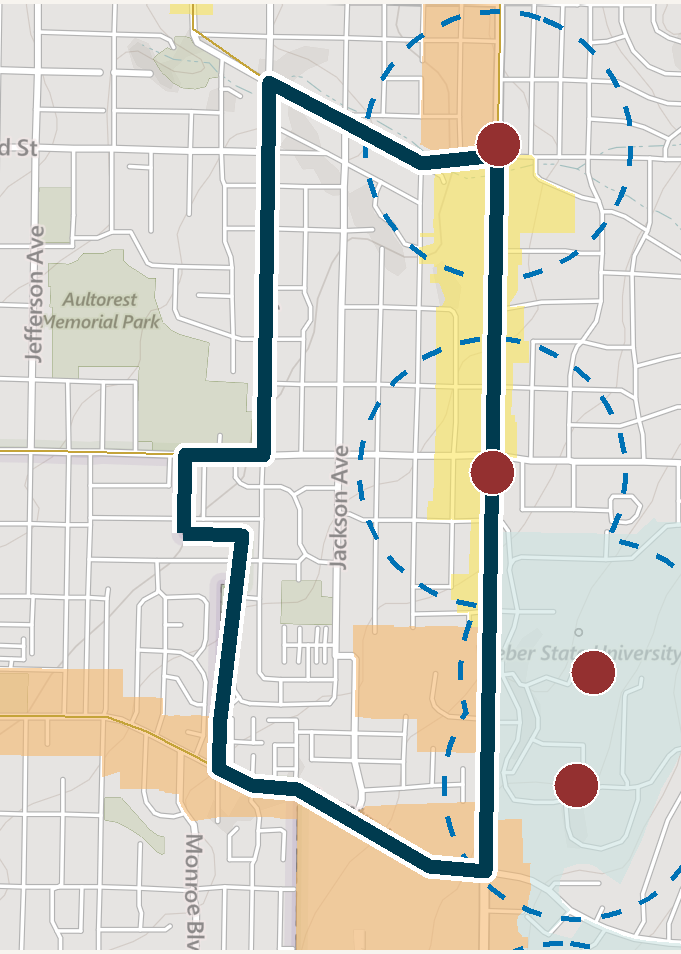 d St
Jefferson Ave
Aultorest
Memorial Park
Jackson Ave
eber State University
Monroe Blv